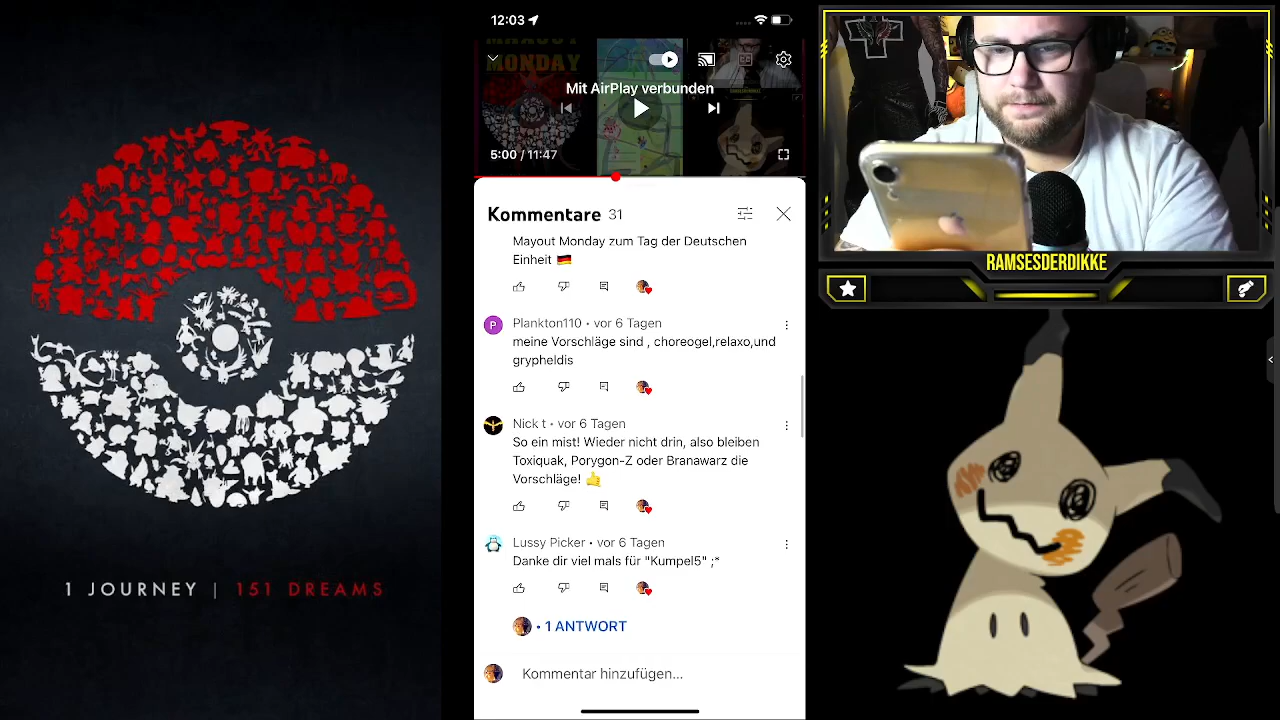 12:03
MAKUUT
MONDAY
Mit AirPlay verbunden
5:00 / 11:47
Kommentare 31
Mayout Monday zum Tag der Deutschen
Einheit 🇩🇪
P
Plankton110 • vor 6 Tagen
meine Vorschläge sind , choreogel,relaxo,und
grypheldis
Nick t • vor 6 Tagen
So ein mist! Wieder nicht drin, also bleiben
Toxiquak, Porygon-Z oder Branawarz die
Vorschläge! 🤙
Lussy Picker • vor 6 Tagen
Danke dir viel mals für "Kumpel5" ;*
• 1 ANTWORT
Kommentar hinzufügen...
1 JOURNEY | 151 DREAMS
RAMSESDERDIKKE